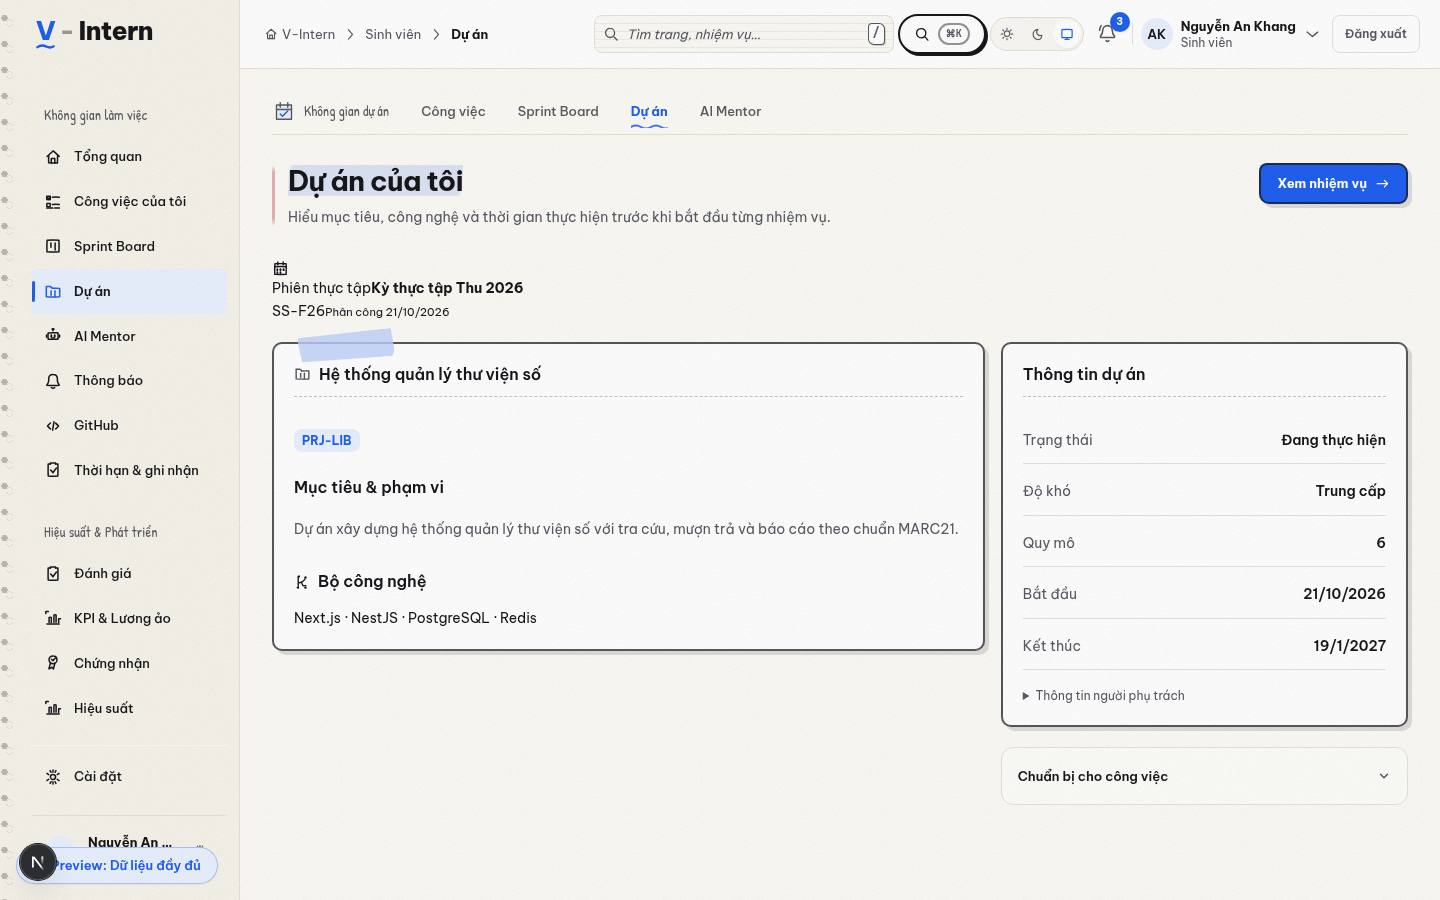 V - Intern
V-Intern > Sinh viên > Dự án
Tìm trang, nhiệm vụ... /
⌘K
3
AK
Nguyễn An Khang
Sinh viên
Đăng xuất
Không gian làm việc
Tổng quan
Công việc của tôi
Sprint Board
Dự án
AI Mentor
Thông báo
GitHub
Thời hạn & ghi nhận
Hiệu suất & Phát triển
Đánh giá
KPI & Lương ảo
Chứng nhận
Hiệu suất
Cài đặt
Nguyễn An ...
N
Preview: Dữ liệu đầy đủ
Không gian dự án
Công việc
Sprint Board
Dự án
AI Mentor
Dự án của tôi
Hiểu mục tiêu, công nghệ và thời gian thực hiện trước khi bắt đầu từng nhiệm vụ.
Xem nhiệm vụ →
Phiên thực tậpKỳ thực tập Thu 2026
SS-F26Phân công 21/10/2026
Hệ thống quản lý thư viện số
PRJ-LIB
Mục tiêu & phạm vi
Dự án xây dựng hệ thống quản lý thư viện số với tra cứu, mượn trả và báo cáo theo chuẩn MARC21.
Bộ công nghệ
Next.js · NestJS · PostgreSQL · Redis
Thông tin dự án
Trạng thái Đang thực hiện
Độ khó Trung cấp
Quy mô 6
Bắt đầu 21/10/2026
Kết thúc 19/1/2027
Thông tin người phụ trách
Chuẩn bị cho công việc